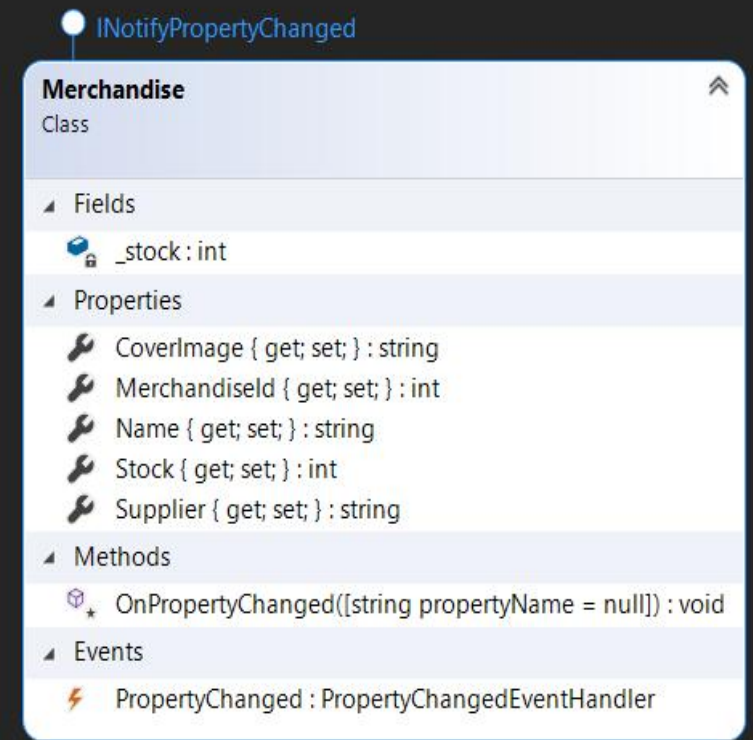 INotifyPropertyChanged
Merchandise
Class
Fields
_stock : int
Properties
CoverImage { get; set; } : string
MerchandiseId { get; set; } : int
Name { get; set; } : string
Stock { get; set; } : int
Supplier { get; set; } : string
Methods
OnPropertyChanged([string propertyName = null]) : void
Events
PropertyChanged : PropertyChangedEventHandler